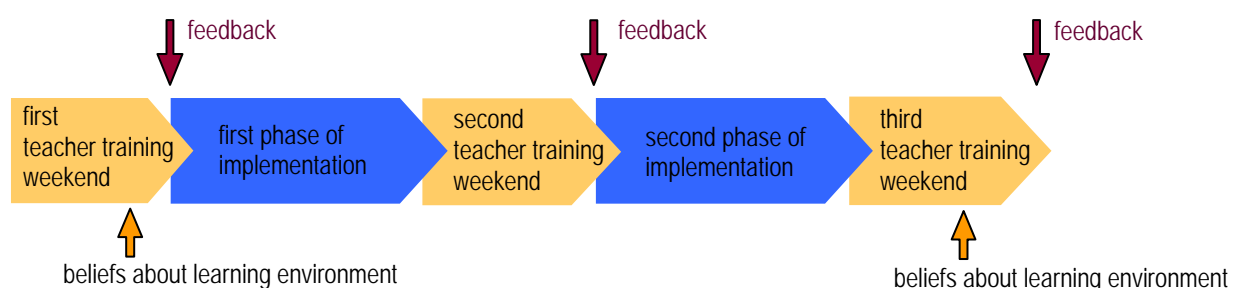 feedback
feedback
feedback
first
teacher training
weekend
first phase of
implementation
second
teacher training
weekend
second phase of
implementation
third
teacher training
weekend
beliefs about learning environment
beliefs about learning environment